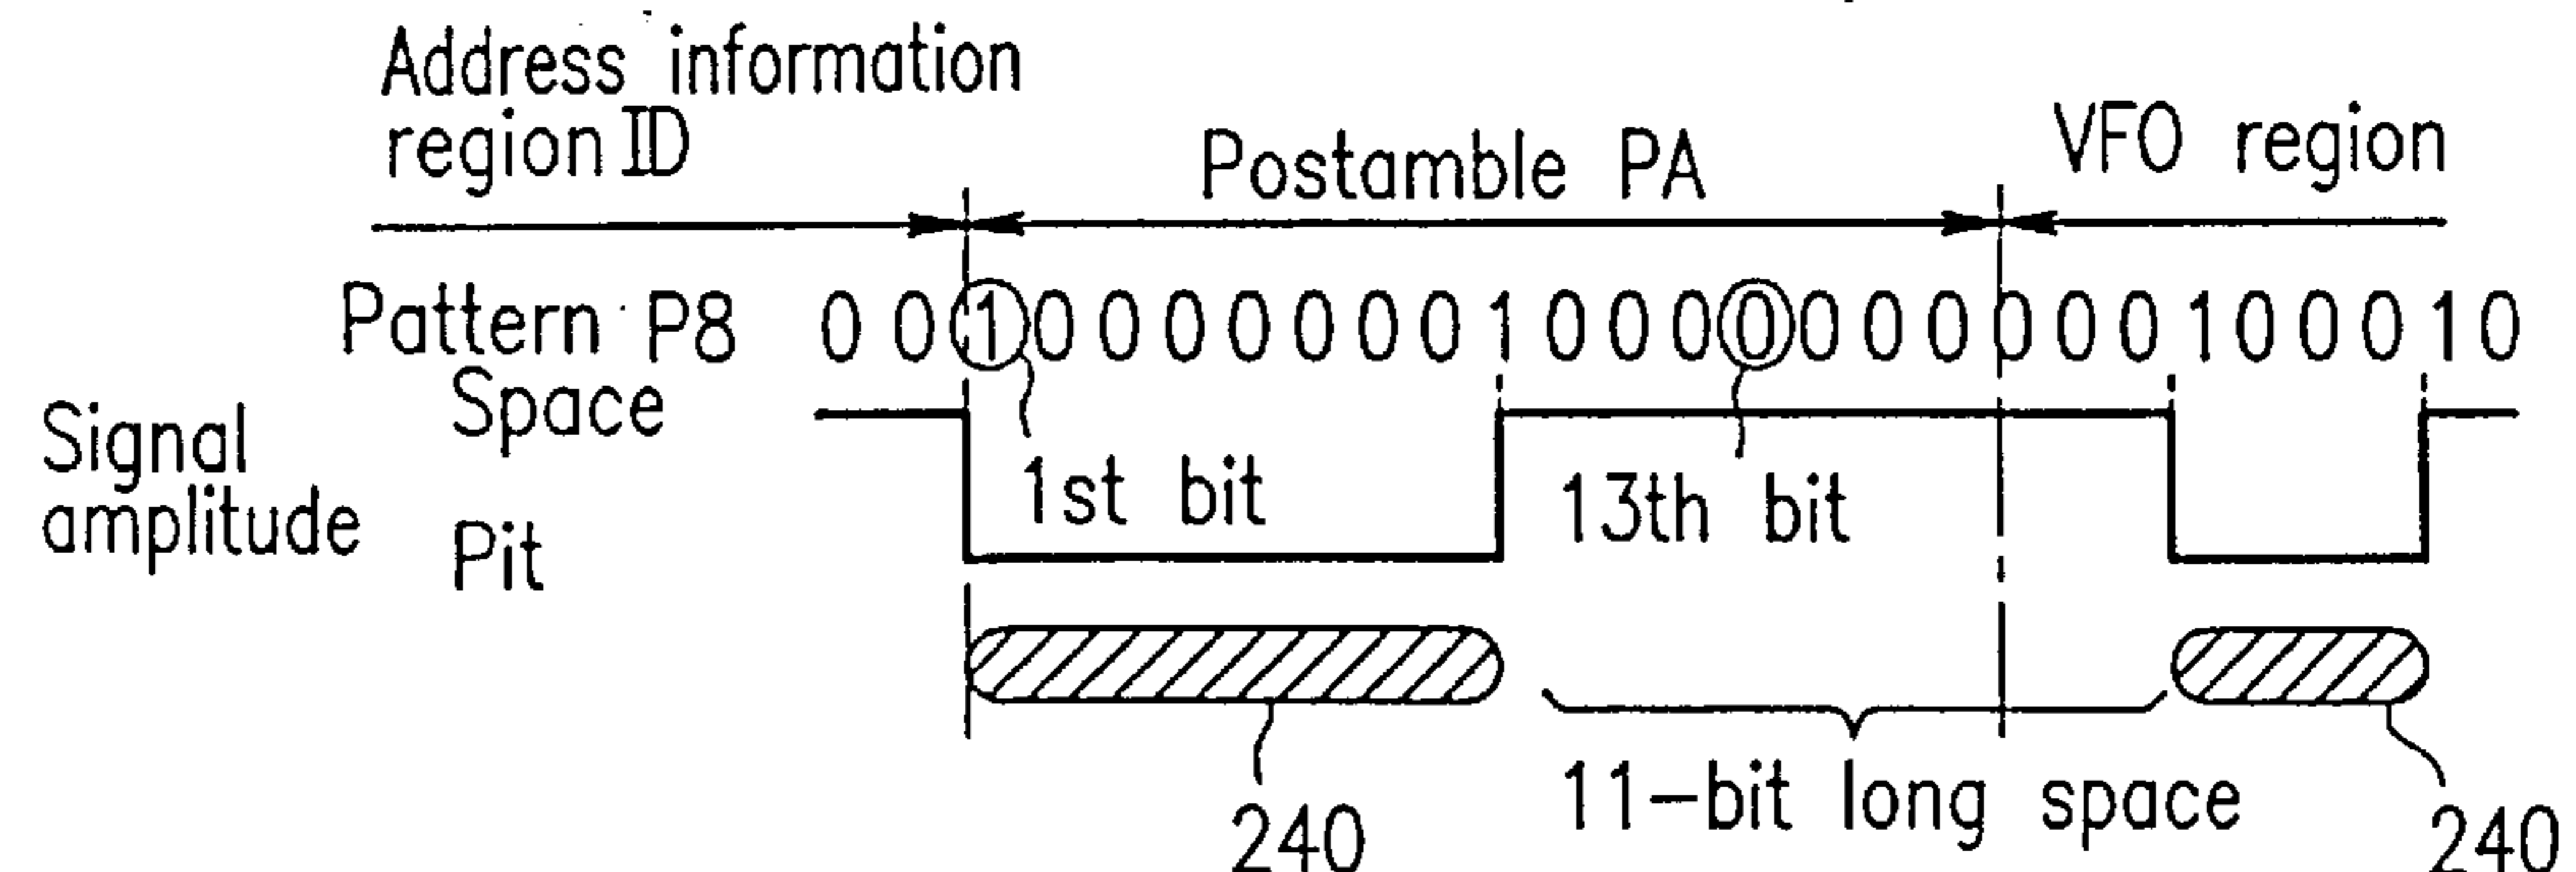 Address information
region ID
Postamble PA
VFO region
Pattern P8 0 0 1 0 0 0 0 0 0 0 1 0 0 0 0 0 0 0 0 0 0 1 0 0 0 1 0
Space
Signal
amplitude
1st bit
13th bit
Pit
11-bit long space
240
240